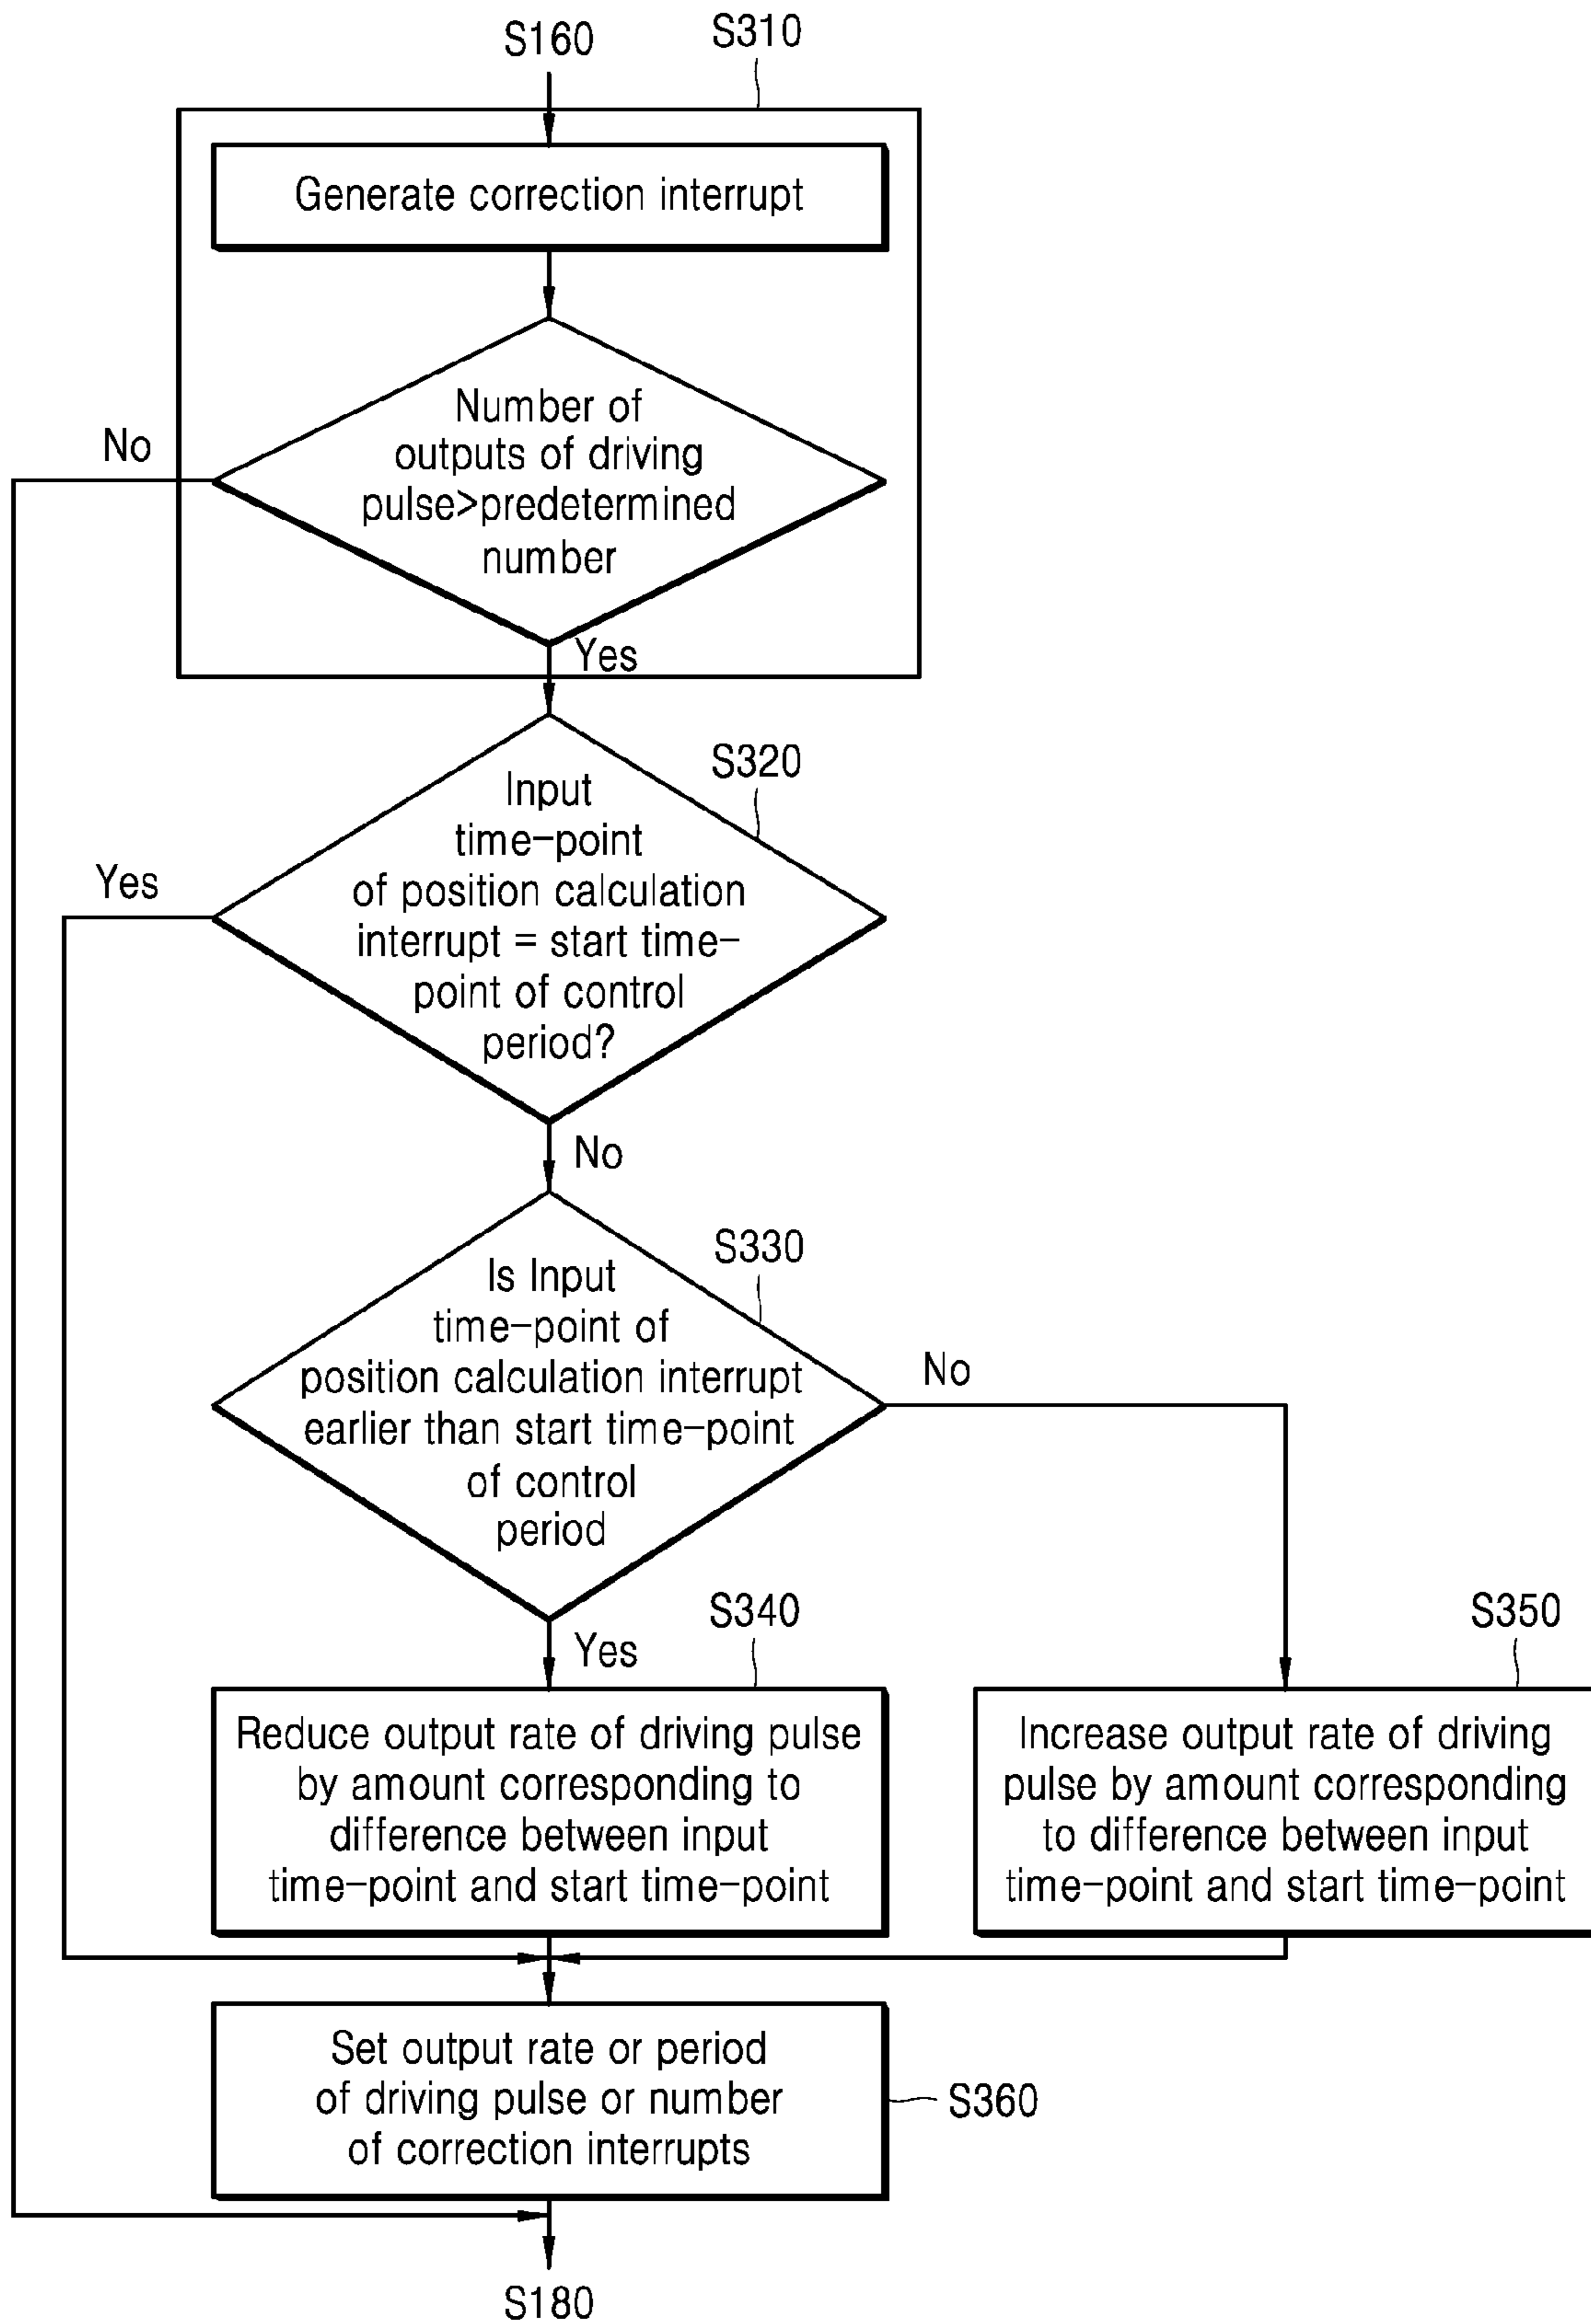 S160
S310
Generate correction interrupt
Number of
outputs of driving
pulse>predetermined
number
No
Yes
S320
Input
time-point
of position calculation
interrupt = start time-
point of control
period?
Yes
No
S330
Is Input
time-point of
position calculation interrupt
earlier than start time-point
of control
period
No
Yes
S340
Reduce output rate of driving pulse
by amount corresponding to
difference between input
time-point and start time-point
S350
Increase output rate of driving
pulse by amount corresponding
to difference between input
time-point and start time-point
Set output rate or period
of driving pulse or number
of correction interrupts
S360
S180